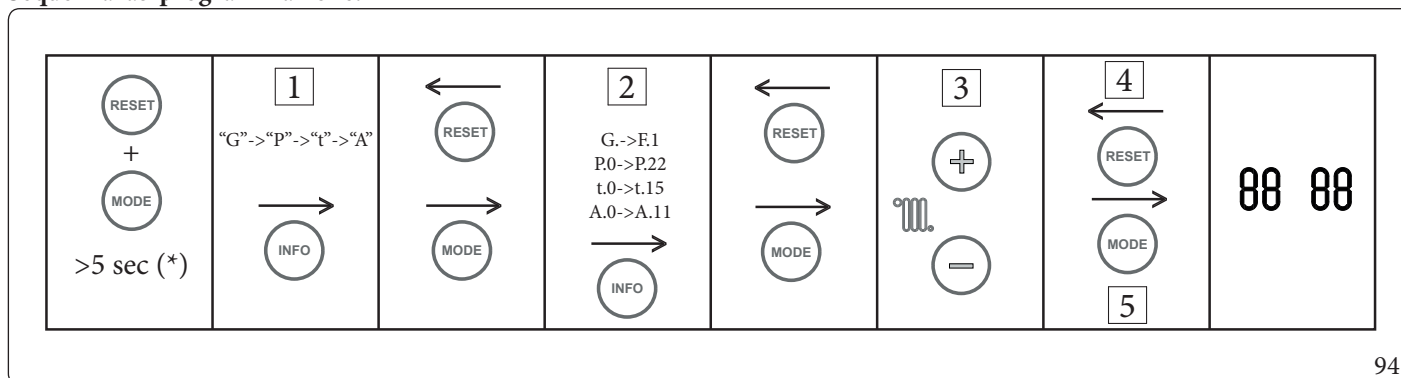 RESET
+
MODE
>5 sec (*)
1
“G”->“P”->“t”->“A”
INFO
RESET
MODE
2
G.->F.1
P.0->P.22
t.0->t.15
A.0->A.11
INFO
RESET
MODE
3
+
−
4
RESET
MODE
5
88 88
94